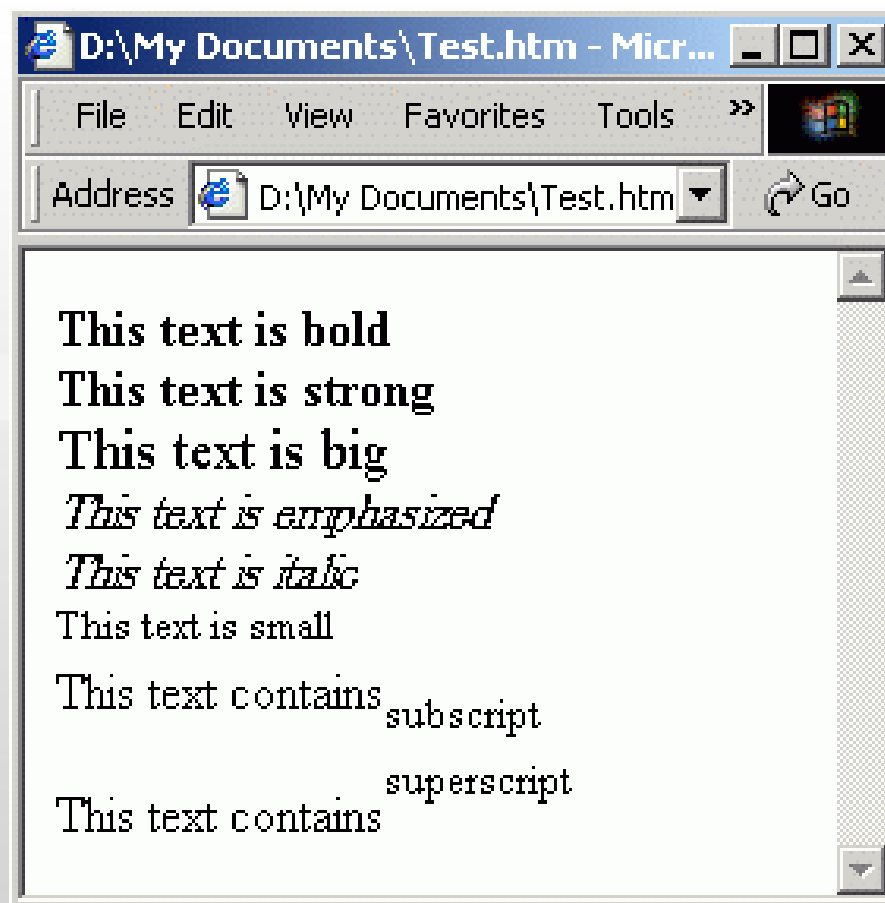 D:\My Documents\Test.htm - Micr...
File Edit View Favorites Tools »
Address D:\My Documents\Test.htm Go
This text is bold
This text is strong
This text is big
This text is emphasized
This text is italic
This text is small
This text contains subscript
This text contains superscript